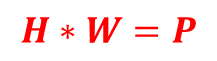 H * W = P